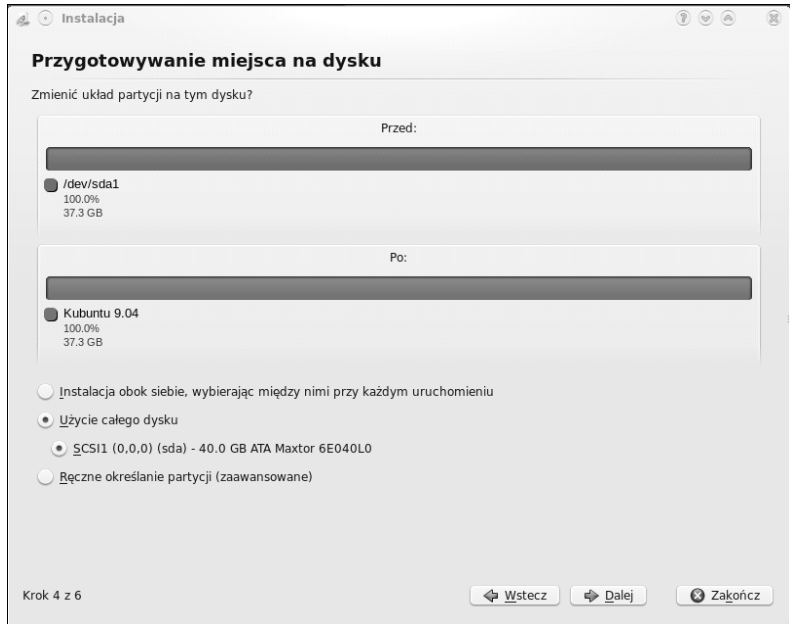 Instalacja
Przygotowywanie miejsca na dysku
Zmienić układ partycji na tym dysku?
Przed:
/dev/sda1
100.0%
37.3 GB
Po:
Kubuntu 9.04
100.0%
37.3 GB
Instalacja obok siebie, wybierając między nimi przy każdym uruchomieniu
Użycie całego dysku
SCSI1 (0,0,0) (sda) - 40.0 GB ATA Maxtor 6E040L0
Ręczne określanie partycji (zaawansowane)
Krok 4 z 6
Wstecz
Dalej
Zakończ